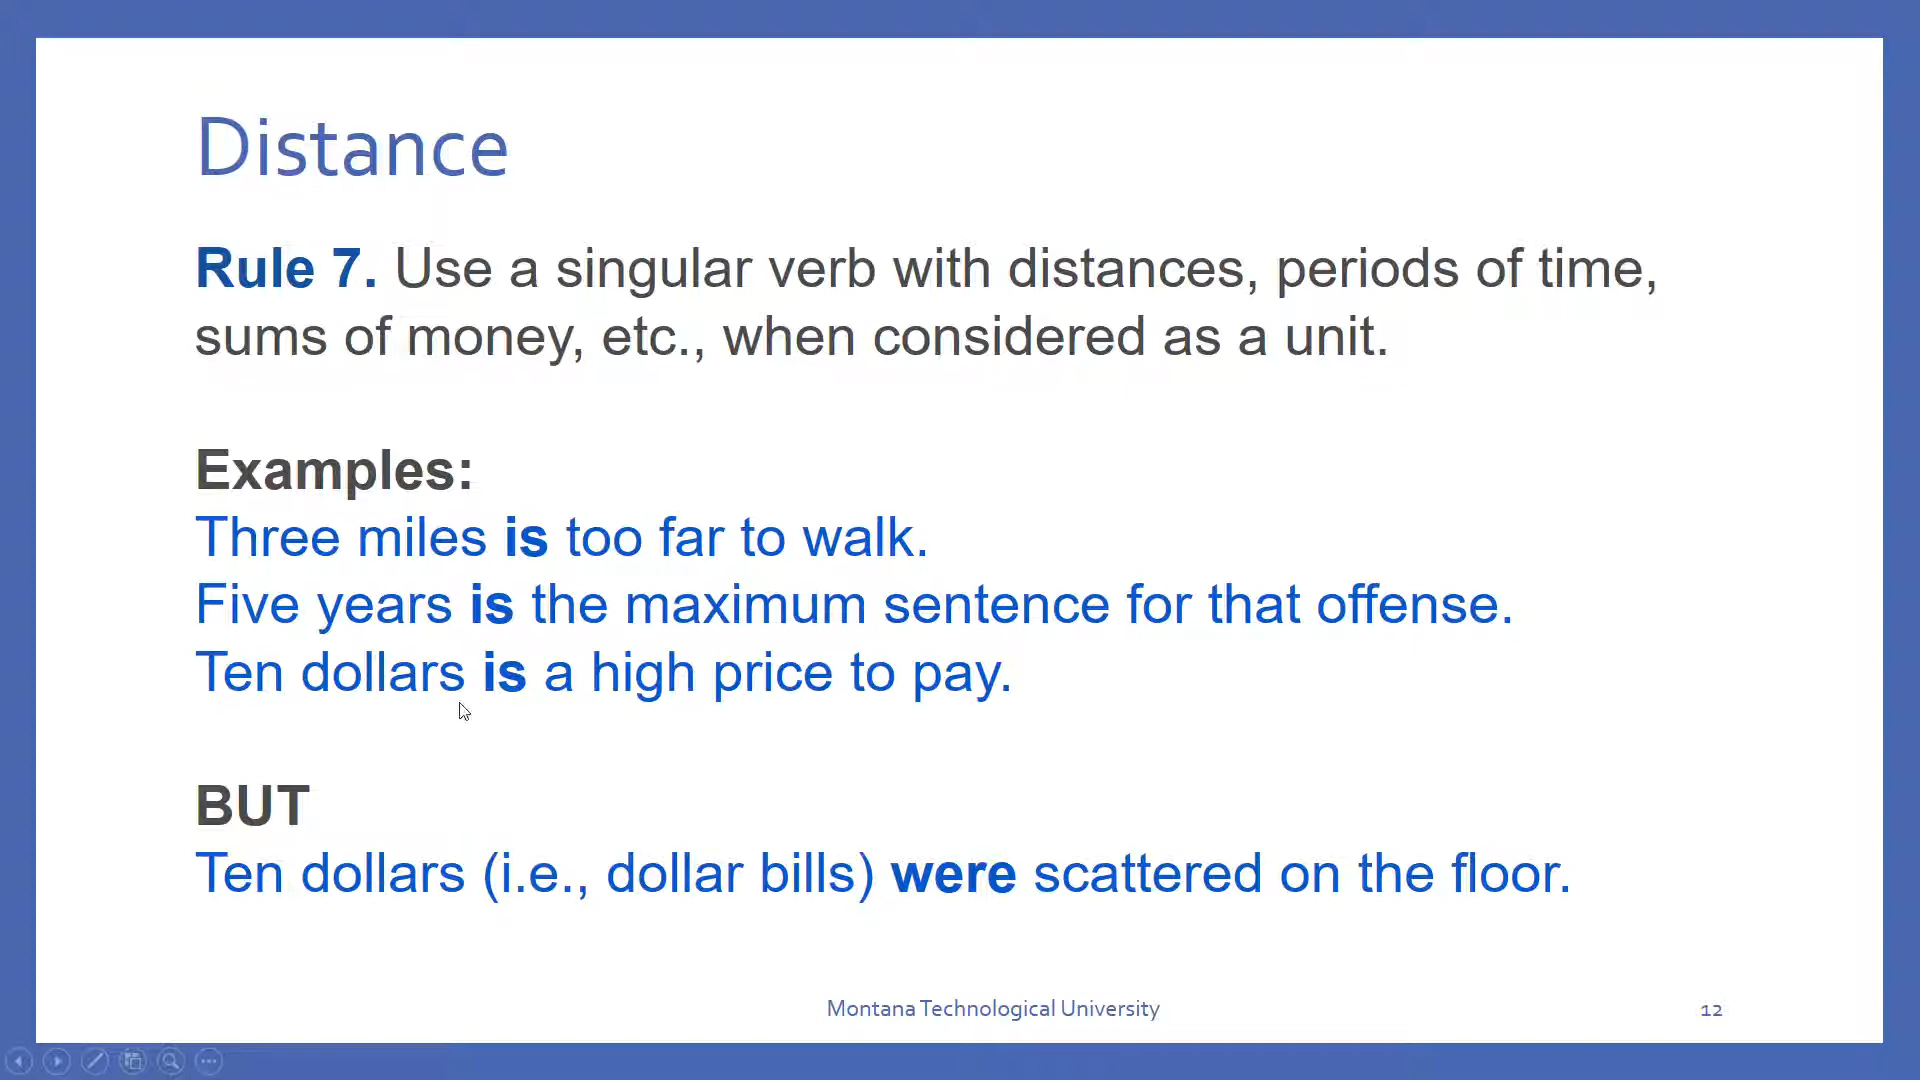 Distance
Rule 7. Use a singular verb with distances, periods of time,
sums of money, etc., when considered as a unit.
Examples:
Three miles is too far to walk.
Five years is the maximum sentence for that offense.
Ten dollars is a high price to pay.
BUT
Ten dollars (i.e., dollar bills) were scattered on the floor.
Montana Technological University
12